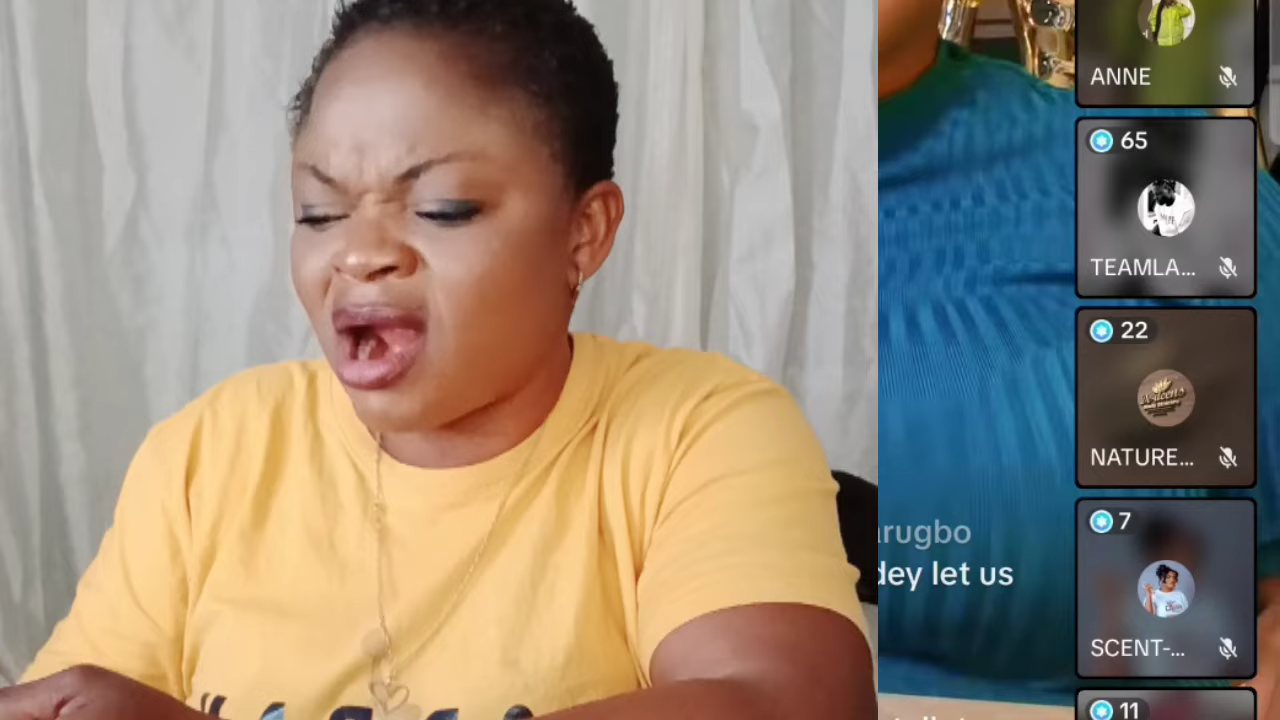 ANNE
65
TEAMLA...
22
NATURE...
arugbo
dey let us
7
SCENT-...
11